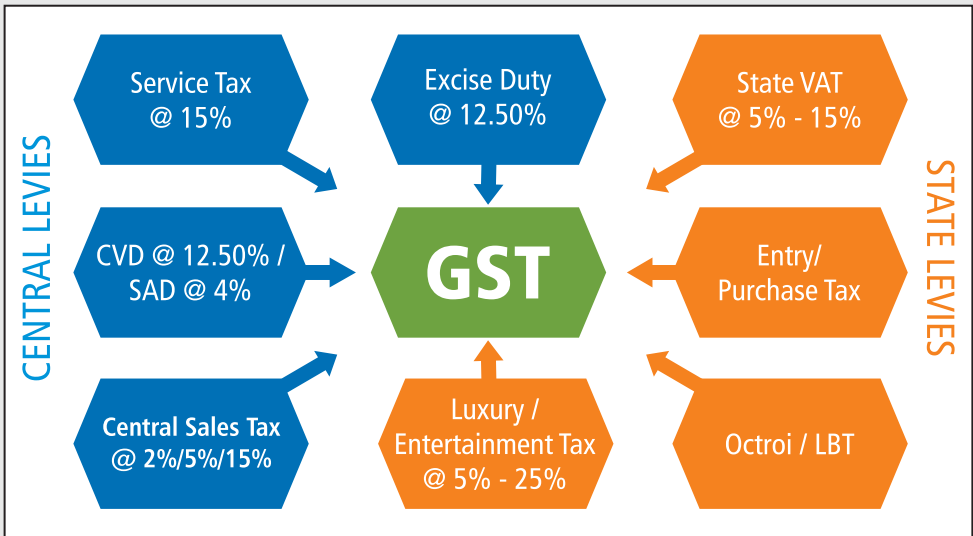 CENTRAL LEVIES
Service Tax
@ 15%
Excise Duty
@ 12.50%
State VAT
@ 5% - 15%
CVD @ 12.50% /
SAD @ 4%
GST
Entry/
Purchase Tax
Central Sales Tax
@ 2%/5%/15%
Luxury /
Entertainment Tax
@ 5% - 25%
Octroi / LBT
STATE LEVIES